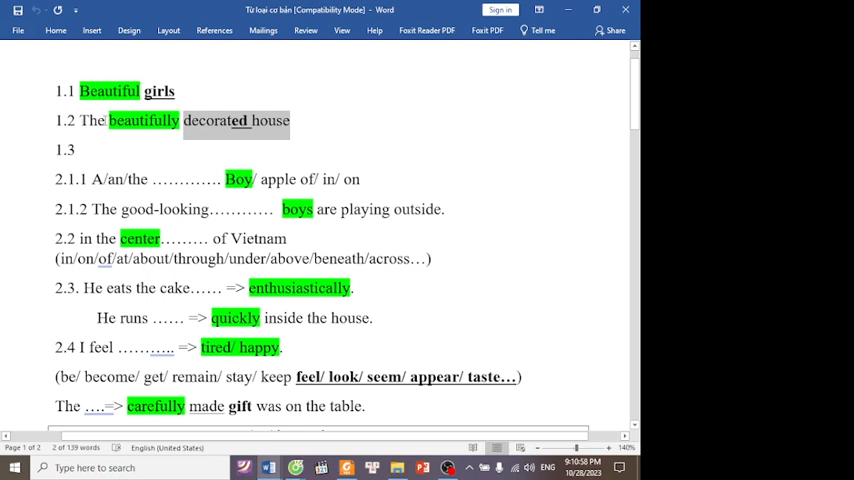 Từ loại cơ bản [Compatibility Mode] - Word
Sign in
File Home Insert Design Layout References Mailings Review View Help Foxit Reader PDF Foxit PDF Tell me Share
1.1 Beautiful girls
1.2 The beautifully decorated house
1.3
2.1.1 A/an/the …………. Boy/ apple of/ in/ on
2.1.2 The good-looking………… boys are playing outside.
2.2 in the center……… of Vietnam
(in/on/of/at/about/through/under/above/beneath/across…)
2.3. He eats the cake…… => enthusiastically.
He runs …… => quickly inside the house.
2.4 I feel ……….. => tired/ happy.
(be/ become/ get/ remain/ stay/ keep feel/ look/ seem/ appear/ taste…)
The ….=> carefully made gift was on the table.
Page 1 of 2 2 of 139 words English (United States) 140%
Type here to search ENG 9:10:58 PM
10/28/2023